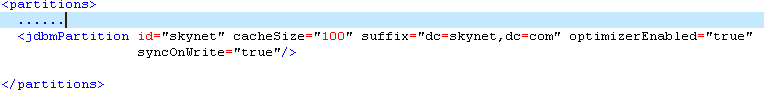 <partitions>
......
<jdbmPartition id="skynet" cacheSize="100" suffix="dc=skynet,dc=com" optimizerEnabled="true"
syncOnWrite="true"/>
</partitions>